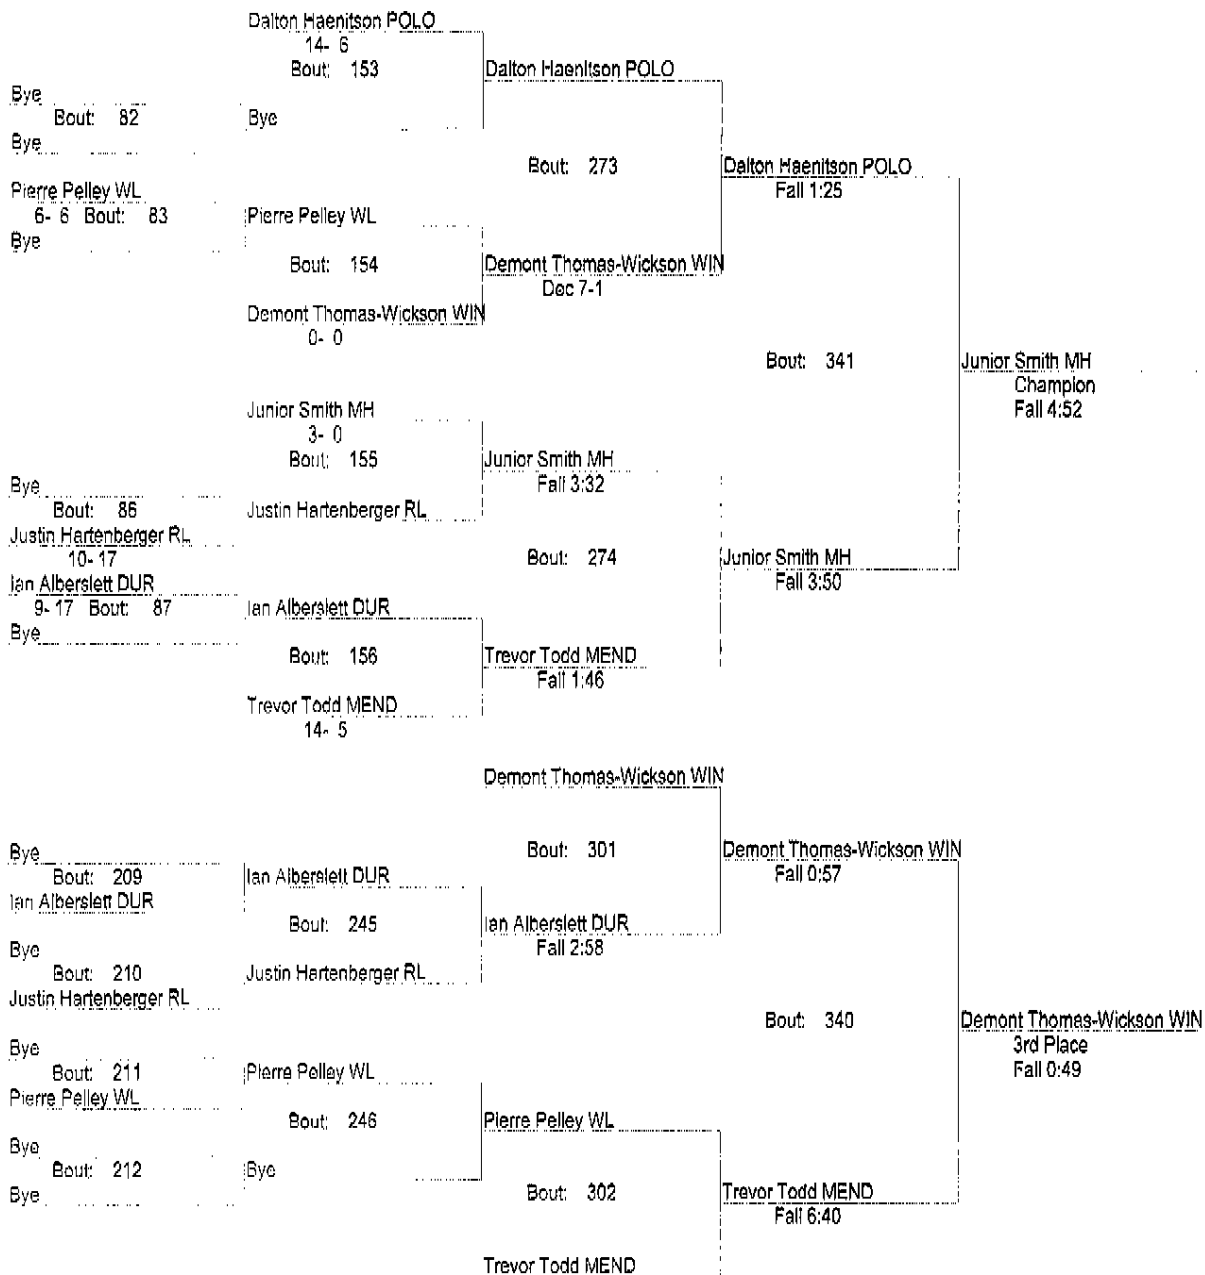 Dalton Haenitson POLO
14- 6
Bout: 153
Dalton Haenitson POLO
Bye
Bout: 82
Bye
Bye
Bout: 273
Dalton Haenitson POLO
Fall 1:25
Pierre Pelley WL
6- 6 Bout: 83
Pierre Pelley WL
Bye
Bout: 154
Demont Thomas-Wickson WIN
Dec 7-1
Demont Thomas-Wickson WIN
0- 0
Bout: 341
Junior Smith MH
Champion
Fall 4:52
Junior Smith MH
3- 0
Bout: 155
Junior Smith MH
Fall 3:32
Bye
Bout: 86
Justin Hartenberger RL
Justin Hartenberger RL
10- 17
Bout: 274
Junior Smith MH
Fall 3:50
Ian Alberslett DUR
9- 17 Bout: 87
Ian Alberslett DUR
Bye
Bout: 156
Trevor Todd MEND
Fall 1:46
Trevor Todd MEND
14- 5
Demont Thomas-Wickson WIN
Bout: 301
Demont Thomas-Wickson WIN
Fall 0:57
Bye
Bout: 209
Ian Alberslett DUR
Ian Alberslett DUR
Bout: 245
Ian Alberslett DUR
Fall 2:58
Bye
Bout: 210
Justin Hartenberger RL
Justin Hartenberger RL
Bout: 340
Demont Thomas-Wickson WIN
3rd Place
Fall 0:49
Bye
Bout: 211
Pierre Pelley WL
Pierre Pelley WL
Bout: 246
Pierre Pelley WL
Bye
Bout: 212
Bye
Bye
Bout: 302
Trevor Todd MEND
Fall 6:40
Trevor Todd MEND